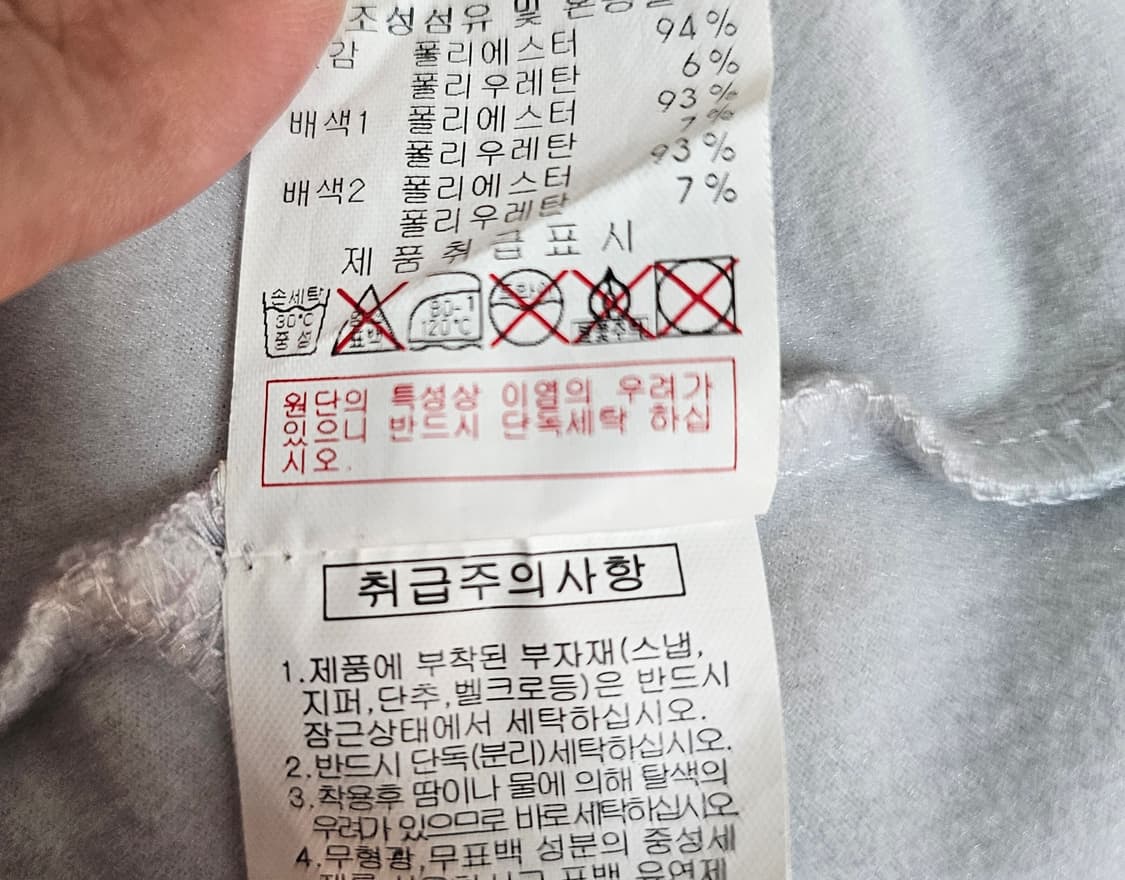 조성섬유 및 혼용율
감 폴리에스터 94%
폴리우레탄 6%
배색1 폴리에스터 93%
폴리우레탄 7%
배색2 폴리에스터 93%
폴리우레탄 7%
제품취급표시
손세탁 30℃ 중성
표백
80-120℃
드라이
원단의 특성상 이염의 우려가
있으니 반드시 단독세탁 하십
시오.
취급주의사항
1.제품에 부착된 부자재(스냅,
지퍼,단추,벨크로등)은 반드시
잠근상태에서 세탁하십시오.
2.반드시 단독(분리)세탁하십시오.
3.착용후 땀이나 물에 의해 탈색의
우려가 있으므로 바로세탁하십시오.
4.무형광,무표백 성분의 중성세